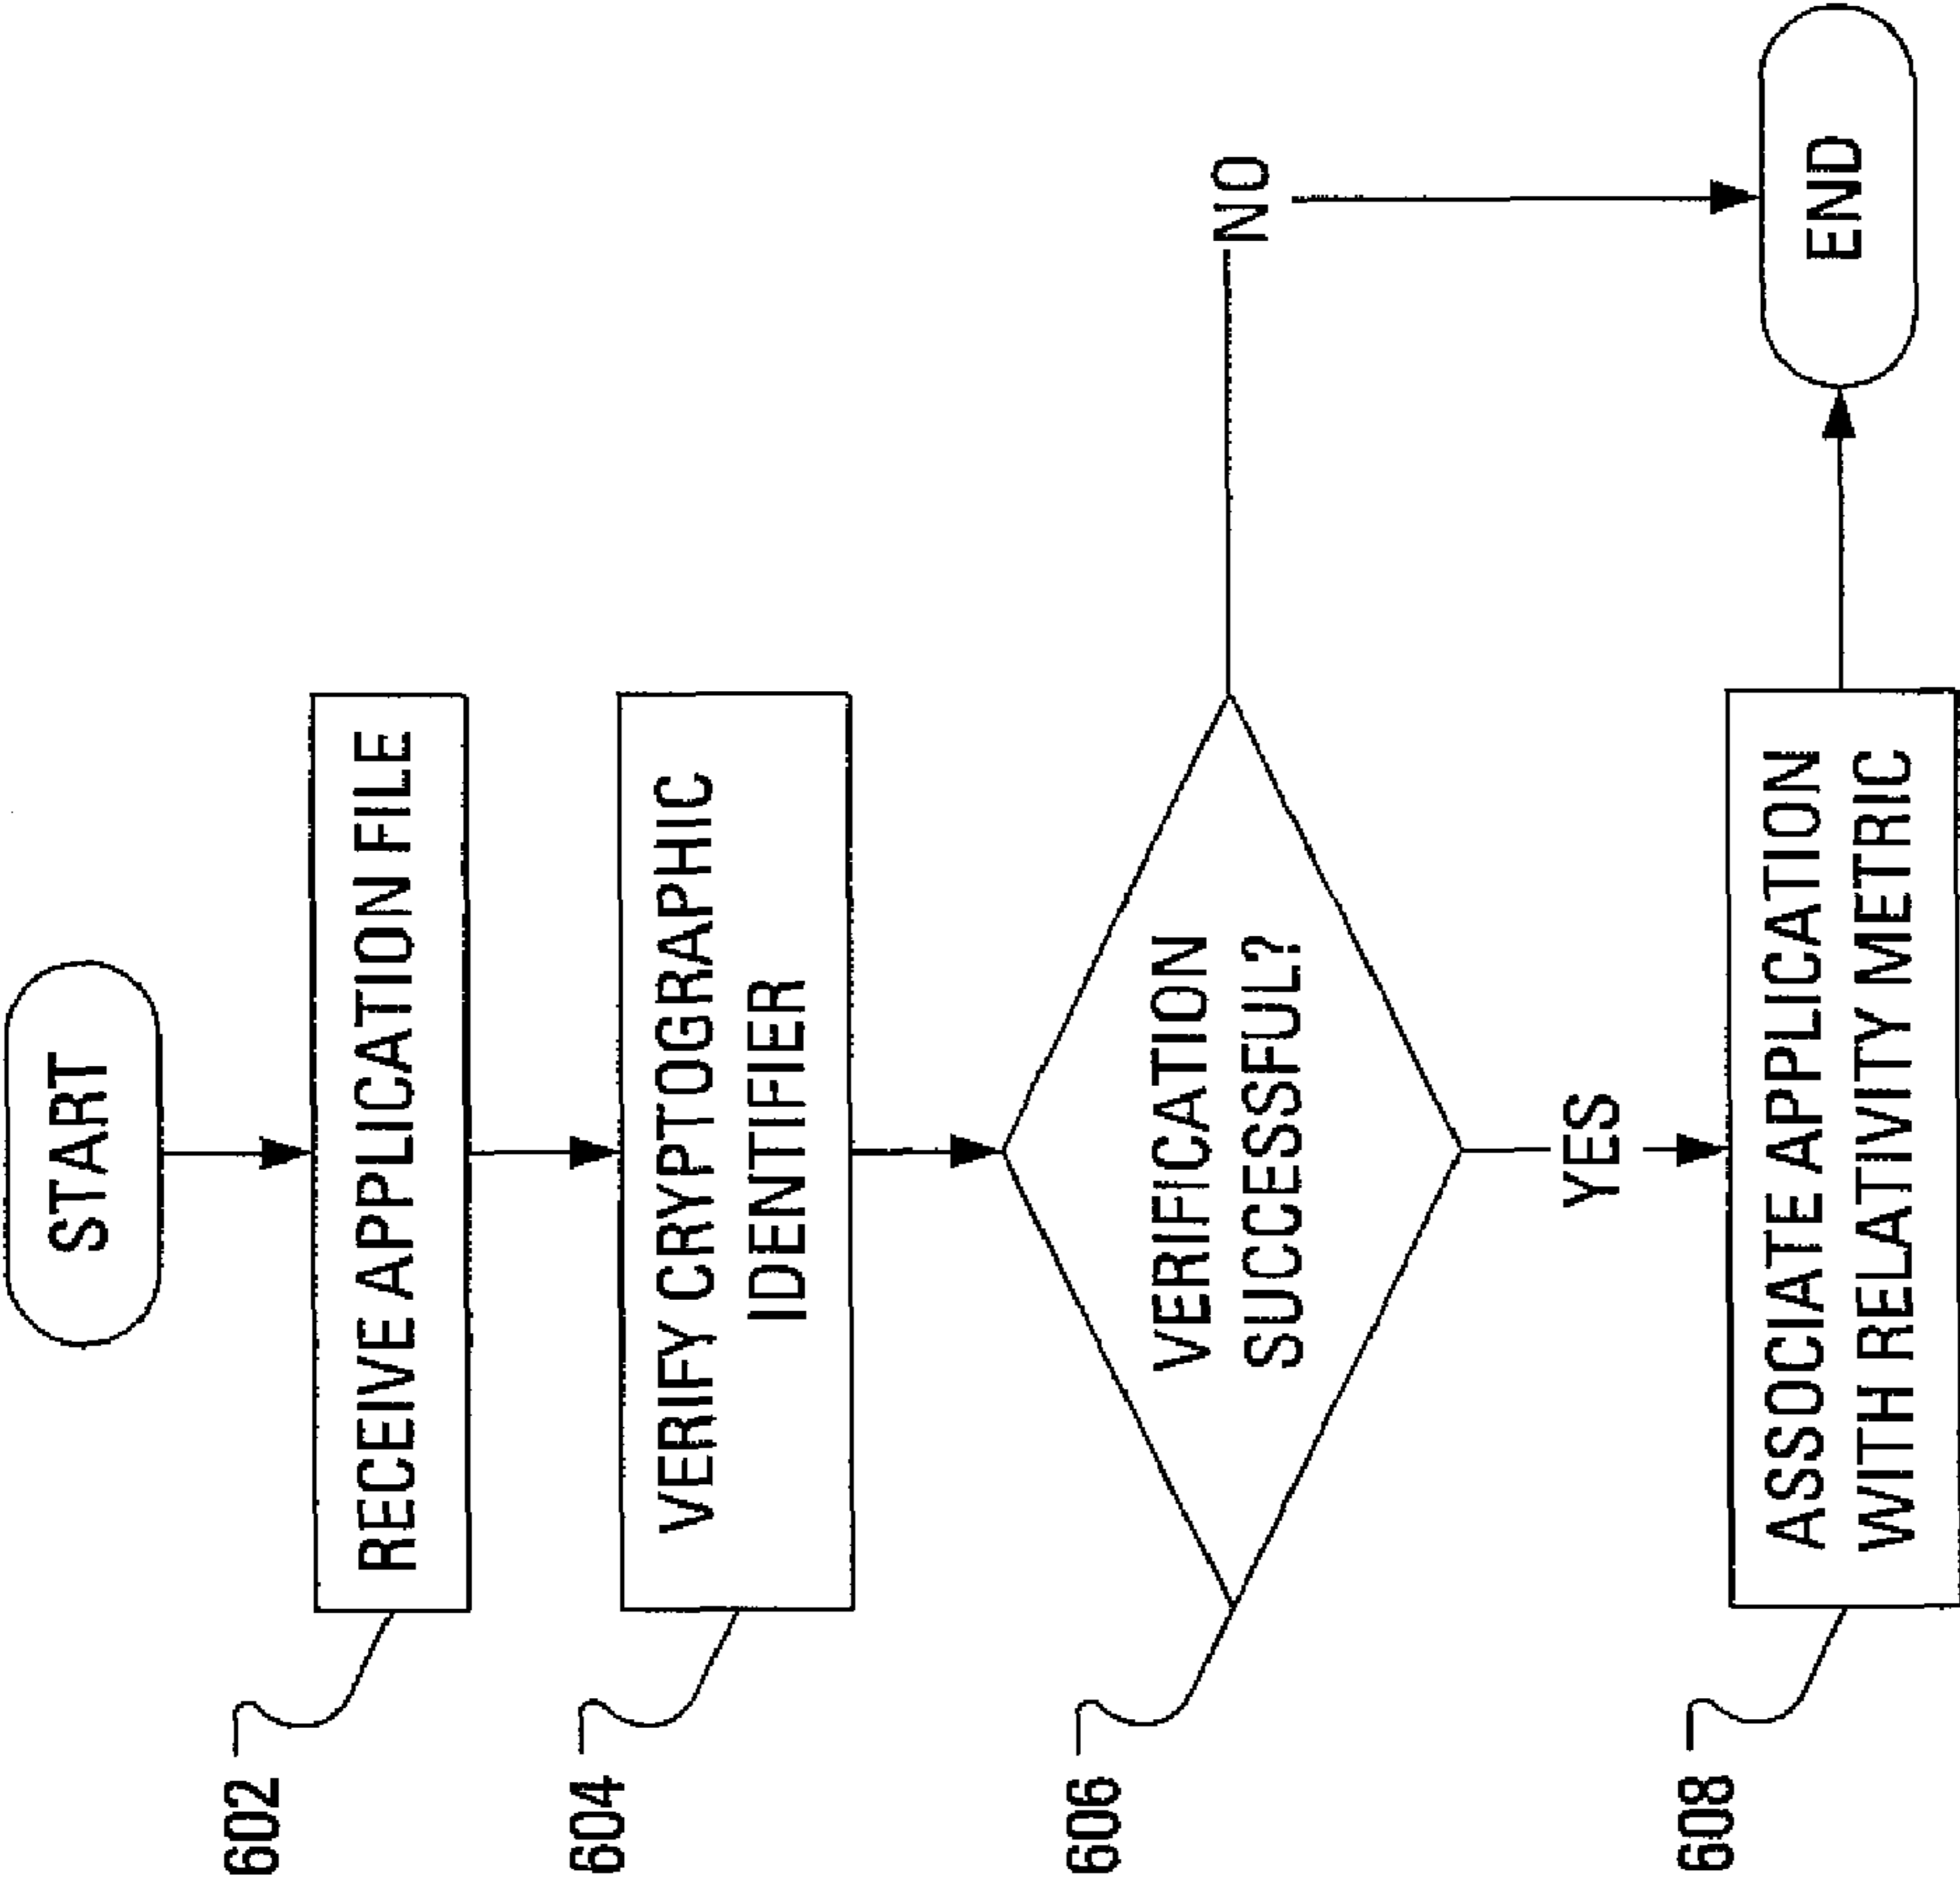 START
602
RECEIVE APPLICATION FILE
604
VERIFY CRYPTOGRAPHIC
IDENTIFIER
606
VERIFICATION
SUCCESSFUL?
NO
YES
608
ASSOCIATE APPLICATION
WITH RELATIVITY METRIC
END